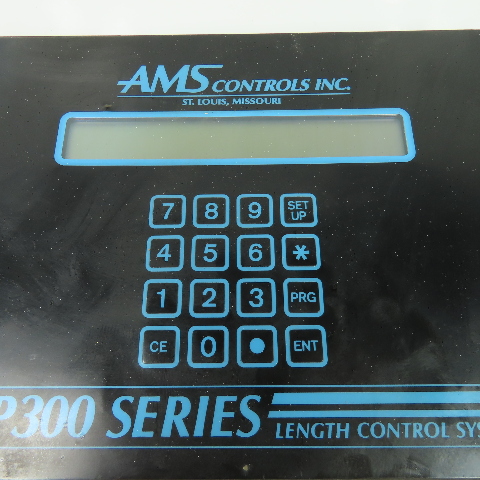 AMS CONTROLS INC.
ST. LOUIS, MISSOURI
7 8 9 SET UP
4 5 6 *
1 2 3 PRG
CE 0 • ENT
P300 SERIES
LENGTH CONTROL SYS